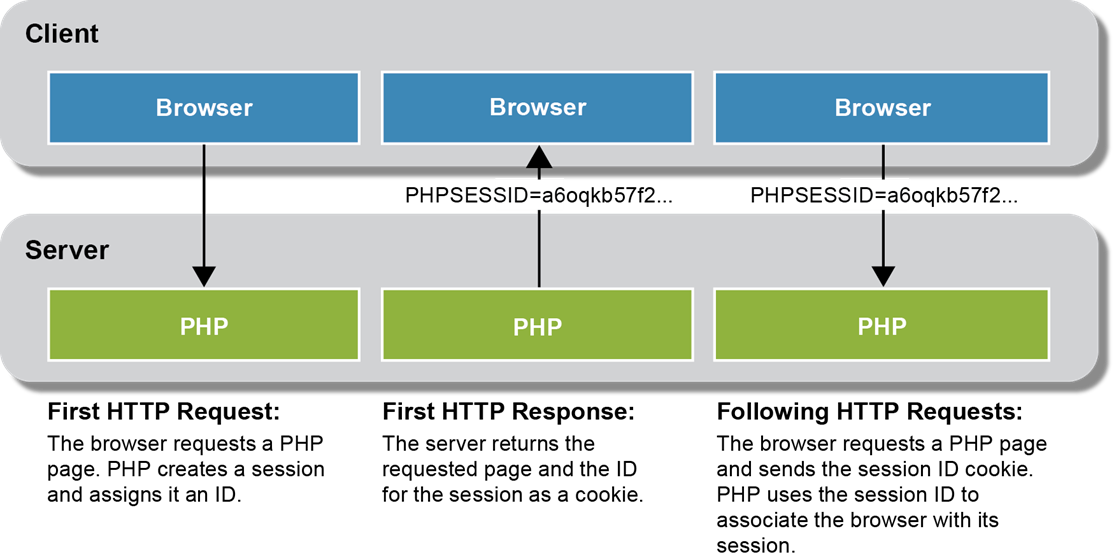 Client
Browser
Browser
Browser
PHPSESSID=a6oqkb57f2...
PHPSESSID=a6oqkb57f2...
Server
PHP
PHP
PHP
First HTTP Request:
The browser requests a PHP
page. PHP creates a session
and assigns it an ID.
First HTTP Response:
The server returns the
requested page and the ID
for the session as a cookie.
Following HTTP Requests:
The browser requests a PHP page
and sends the session ID cookie.
PHP uses the session ID to
associate the browser with its
session.